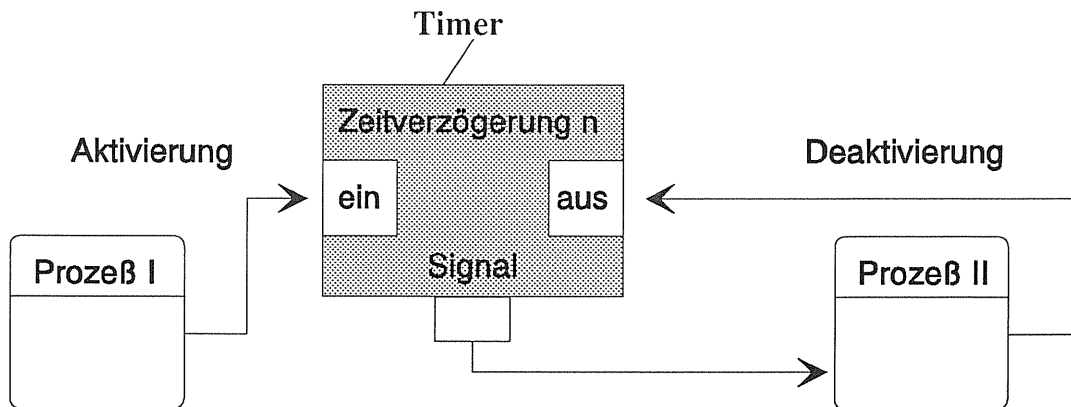 Timer
Zeitverzögerung n
Aktivierung
Deaktivierung
ein
aus
Prozeß I
Signal
Prozeß II